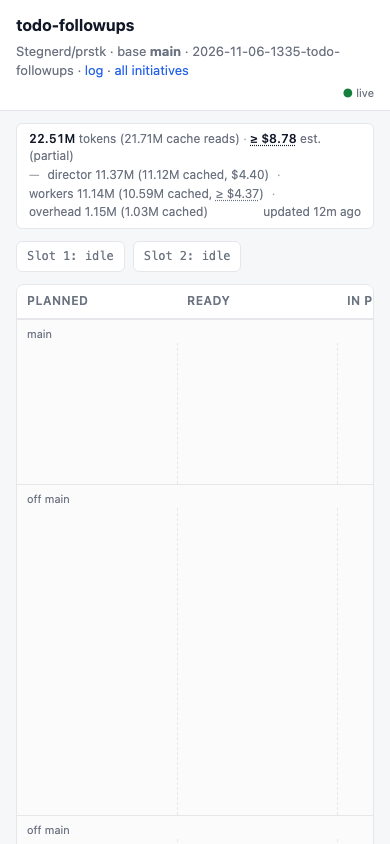 todo-followups
Stegnerd/prstk · base main · 2026-11-06-1335-todo-
followups · log · all initiatives
live
22.51M tokens (21.71M cache reads) · ≥ $8.78 est.
(partial)
— director 11.37M (11.12M cached, $4.40) ·
workers 11.14M (10.59M cached, ≥ $4.37) ·
overhead 1.15M (1.03M cached) updated 12m ago
Slot 1: idle Slot 2: idle
PLANNED READY IN P
main
off main
off main